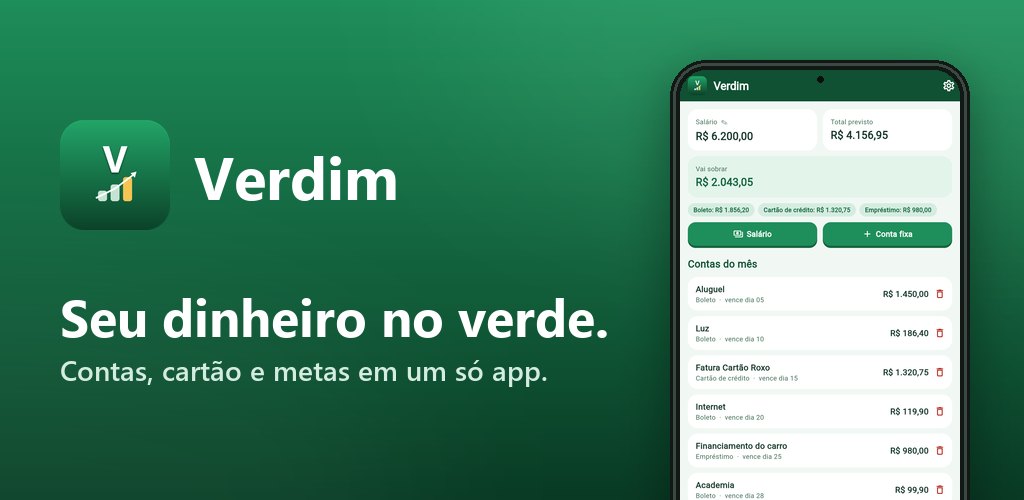 V
Verdim
Seu dinheiro no verde.
Contas, cartão e metas em um só app.
V
Verdim
Salário
R$ 6.200,00
Total previsto
R$ 4.156,95
Vai sobrar
R$ 2.043,05
Boleto: R$ 1.856,20
Cartão de crédito: R$ 1.320,75
Empréstimo: R$ 980,00
Salário
+ Conta fixa
Contas do mês
Aluguel
R$ 1.450,00
Boleto · vence dia 05
Luz
R$ 186,40
Boleto · vence dia 10
Fatura Cartão Roxo
R$ 1.320,75
Cartão de crédito · vence dia 15
Internet
R$ 119,90
Boleto · vence dia 20
Financiamento do carro
R$ 980,00
Empréstimo · vence dia 25
Academia
R$ 99,90
Boleto · vence dia 28